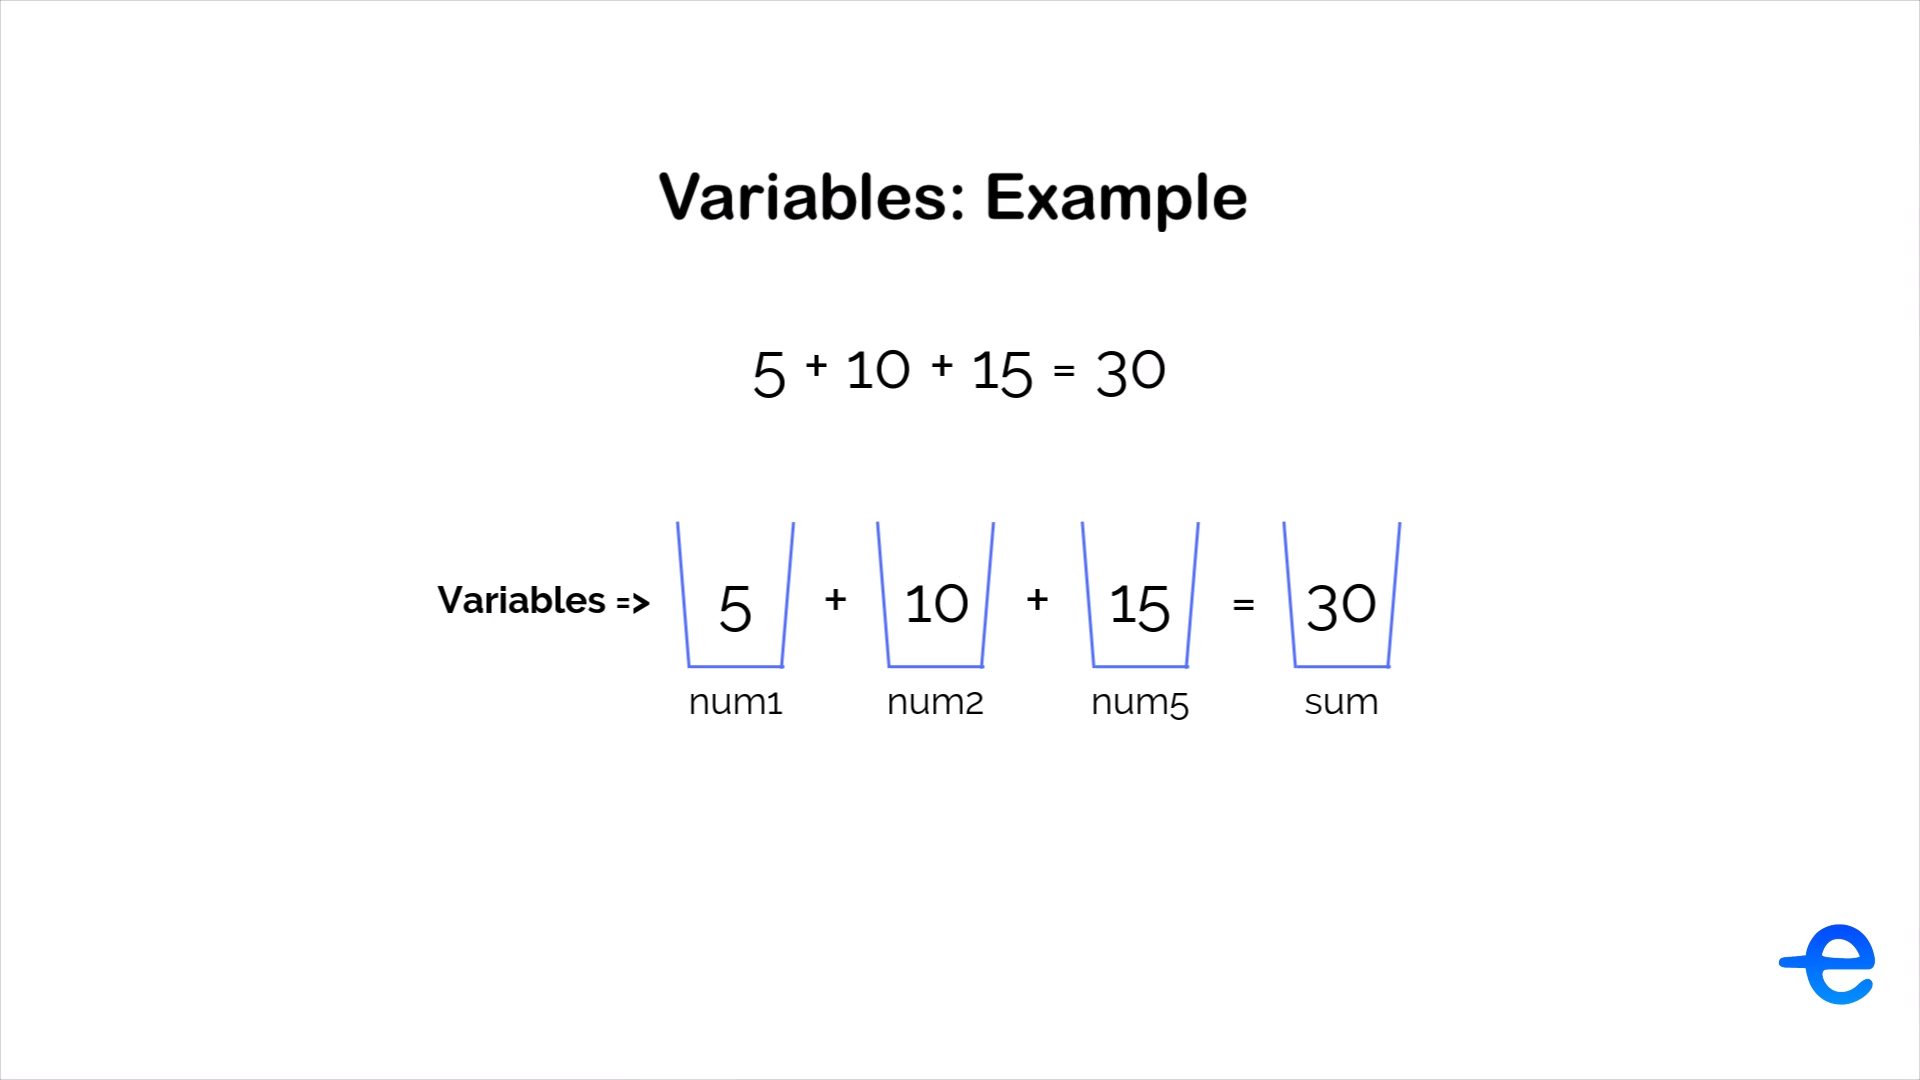 Variables: Example
5 + 10 + 15 = 30
Variables => 5 + 10 + 15 = 30
num1 num2 num5 sum
e